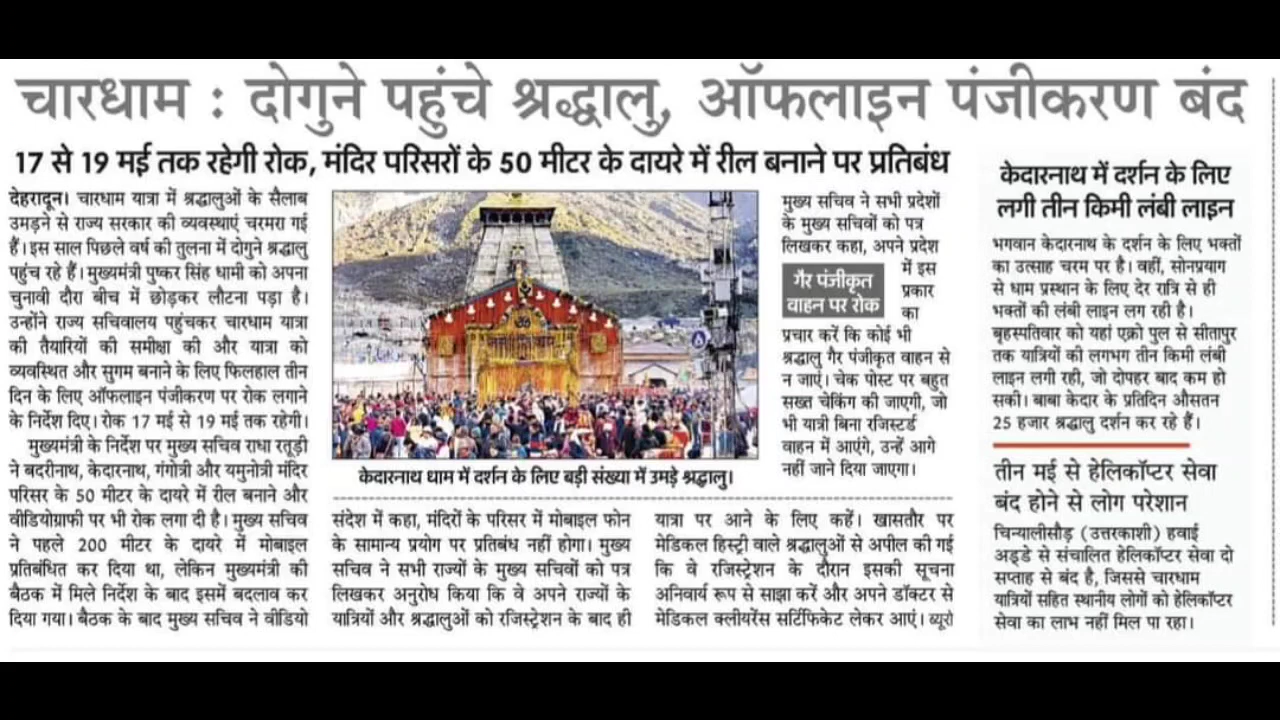 चारधाम : दोगुने पहुंचे श्रद्धालु, ऑफलाइन पंजीकरण बंद
17 से 19 मई तक रहेगी रोक, मंदिर परिसरों के 50 मीटर के दायरे में रील बनाने पर प्रतिबंध
देहरादून। चारधाम यात्रा में श्रद्धालुओं के सैलाब
उमड़ने से राज्य सरकार की व्यवस्थाएं चरमरा गई
हैं। इस साल पिछले वर्ष की तुलना में दोगुने श्रद्धालु
पहुंच रहे हैं। मुख्यमंत्री पुष्कर सिंह धामी को अपना
चुनावी दौरा बीच में छोड़कर लौटना पड़ा है।
उन्होंने राज्य सचिवालय पहुंचकर चारधाम यात्रा
की तैयारियों की समीक्षा की और यात्रा को
व्यवस्थित और सुगम बनाने के लिए फिलहाल तीन
दिन के लिए ऑफलाइन पंजीकरण पर रोक लगाने
के निर्देश दिए। रोक 17 मई से 19 मई तक रहेगी।
मुख्यमंत्री के निर्देश पर मुख्य सचिव राधा रतूड़ी
ने बदरीनाथ, केदारनाथ, गंगोत्री और यमुनोत्री मंदिर
परिसर के 50 मीटर के दायरे में रील बनाने और
वीडियोग्राफी पर भी रोक लगा दी है। मुख्य सचिव
ने पहले 200 मीटर के दायरे में मोबाइल
प्रतिबंधित कर दिया था, लेकिन मुख्यमंत्री की
बैठक में मिले निर्देश के बाद इसमें बदलाव कर
दिया गया। बैठक के बाद मुख्य सचिव ने वीडियो
केदारनाथ धाम में दर्शन के लिए बड़ी संख्या में उमड़े श्रद्धालु।
संदेश में कहा, मंदिरों के परिसर में मोबाइल फोन
के सामान्य प्रयोग पर प्रतिबंध नहीं होगा। मुख्य
सचिव ने सभी राज्यों के मुख्य सचिवों को पत्र
लिखकर अनुरोध किया कि वे अपने राज्यों के
यात्रियों और श्रद्धालुओं को रजिस्ट्रेशन के बाद ही
यात्रा पर आने के लिए कहें। खासतौर पर
मेडिकल हिस्ट्री वाले श्रद्धालुओं से अपील की गई
कि वे रजिस्ट्रेशन के दौरान इसकी सूचना
अनिवार्य रूप से साझा करें और अपने डॉक्टर से
मेडिकल क्लीयरेंस सर्टिफिकेट लेकर आएं। ब्यूरो
मुख्य सचिव ने सभी प्रदेशों
के मुख्य सचिवों को पत्र
लिखकर कहा, अपने प्रदेश
गैर पंजीकृत
वाहन पर रोक
में इस
प्रकार
का
प्रचार करें कि कोई भी
श्रद्धालु गैर पंजीकृत वाहन से
न जाएं। चेक पोस्ट पर बहुत
सख्त चेकिंग की जाएगी, जो
भी यात्री बिना रजिस्टर्ड
वाहन में आएंगे, उन्हें आगे
नहीं जाने दिया जाएगा।
केदारनाथ में दर्शन के लिए
लगी तीन किमी लंबी लाइन
भगवान केदारनाथ के दर्शन के लिए भक्तों
का उत्साह चरम पर है। वहीं, सोनप्रयाग
से धाम प्रस्थान के लिए देर रात्रि से ही
भक्तों की लंबी लाइन लग रही है।
बृहस्पतिवार को यहां एक्रो पुल से सीतापुर
तक यात्रियों की लगभग तीन किमी लंबी
लाइन लगी रही, जो दोपहर बाद कम हो
सकी। बाबा केदार के प्रतिदिन औसतन
25 हजार श्रद्धालु दर्शन कर रहे हैं।
तीन मई से हेलिकॉप्टर सेवा
बंद होने से लोग परेशान
चिन्यालीसौड़ (उत्तरकाशी) हवाई
अड्डे से संचालित हेलिकॉप्टर सेवा दो
सप्ताह से बंद है, जिससे चारधाम
यात्रियों सहित स्थानीय लोगों को हेलिकॉप्टर
सेवा का लाभ नहीं मिल पा रहा।